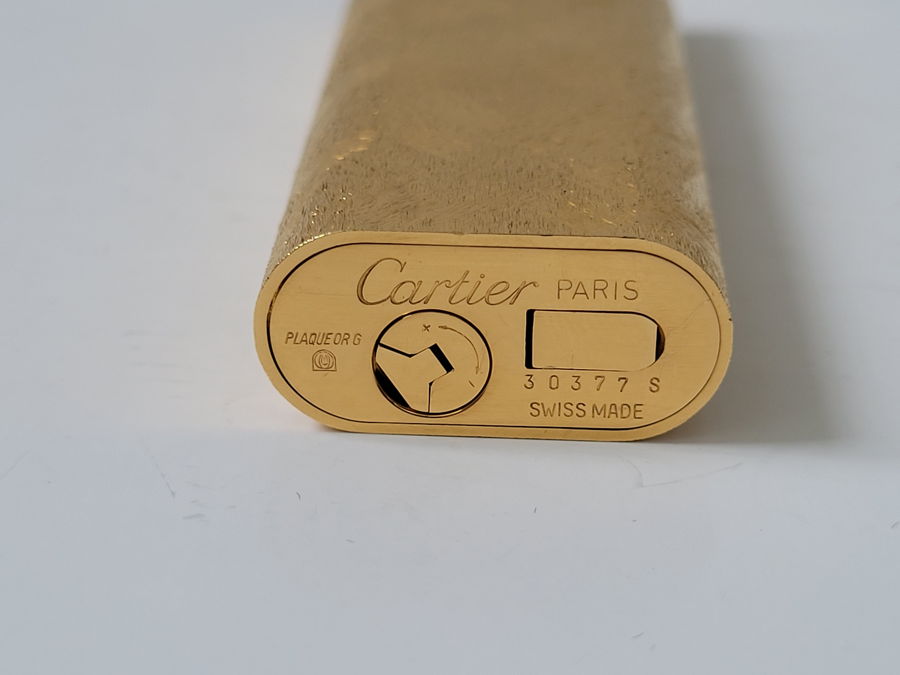 Cartier PARIS
PLAQUE OR G
+
-
30377 S
SWISS MADE